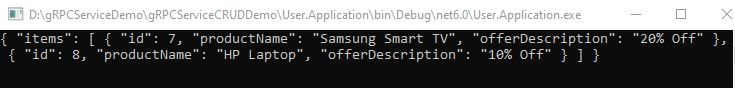 D:\gRPCServiceDemo\gRPCServiceCRUDDemo\User.Application\bin\Debug\net6.0\User.Application.exe
{ "items": [ { "id": 7, "productName": "Samsung Smart TV", "offerDescription": "20% Off" },
{ "id": 8, "productName": "HP Laptop", "offerDescription": "10% Off" } ] }